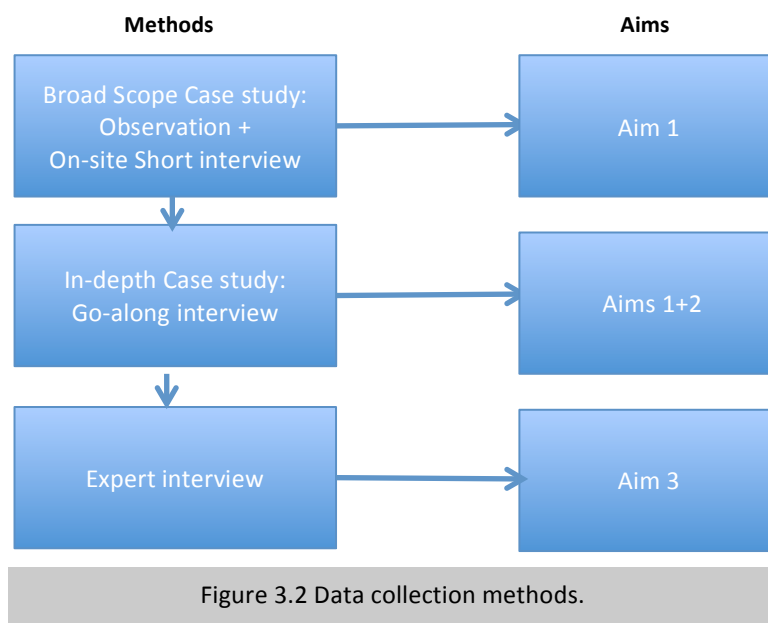 Methods
Aims
Broad Scope Case study:
Observation +
On-site Short interview
Aim 1
In-depth Case study:
Go-along interview
Aims 1+2
Expert interview
Aim 3
Figure 3.2 Data collection methods.